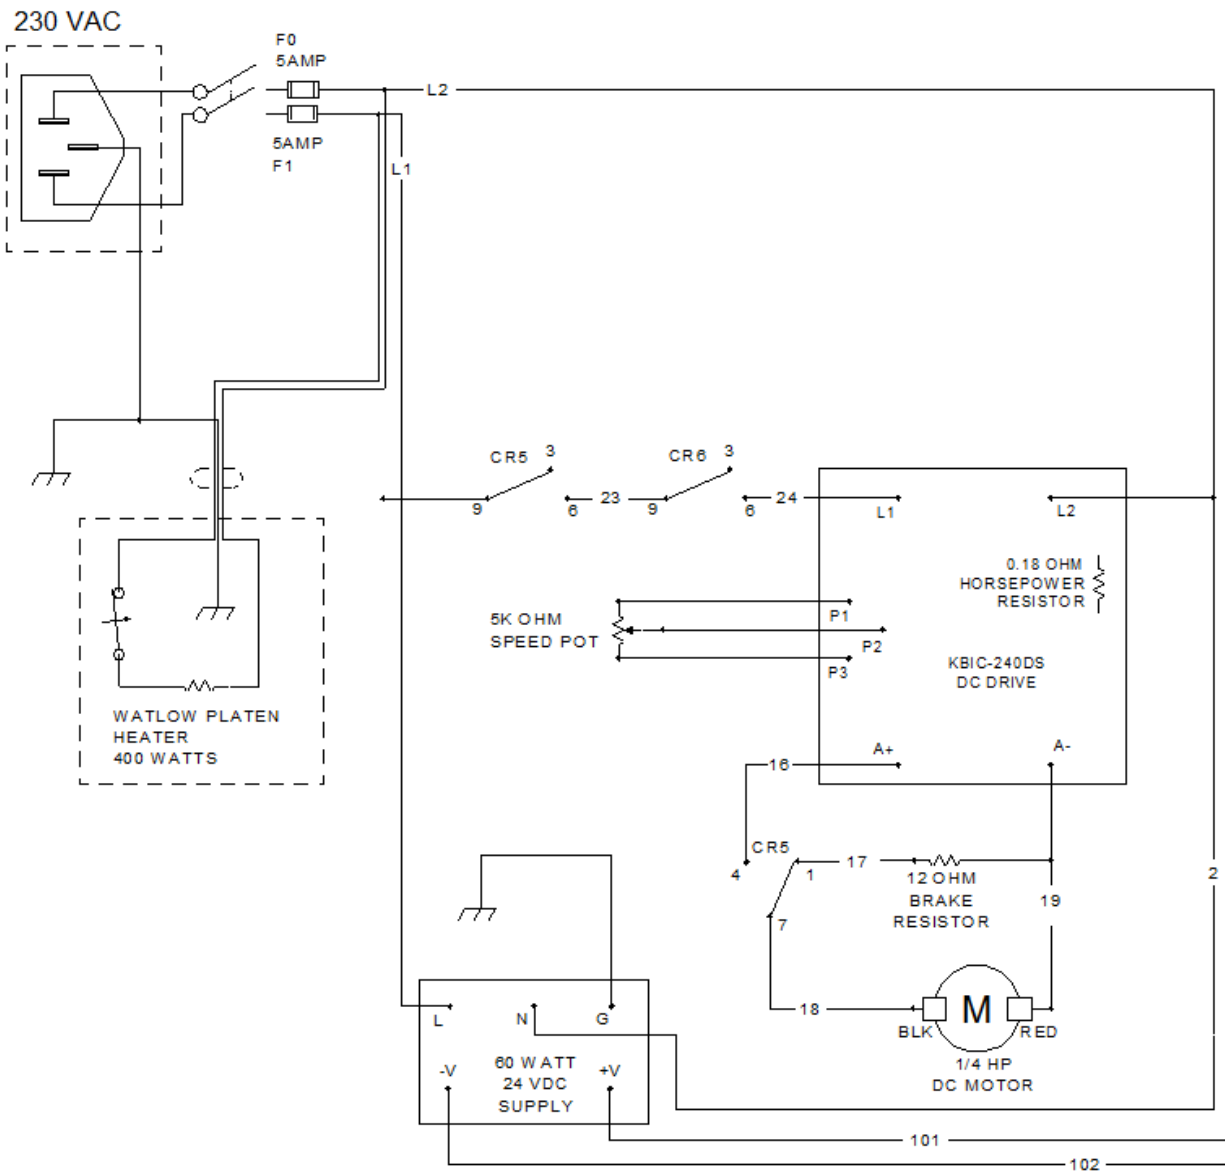 230 VAC
F0
5AMP
L2
5AMP
F1
L1
CR5 3
9 6
23
CR6 3
9 6
24
L1
L2
0.18 OHM
HORSEPOWER
RESISTOR
5K OHM
SPEED POT
P1
P2
P3
KBIC-240DS
DC DRIVE
WATLOW PLATEN
HEATER
400 WATTS
A+
A-
16
CR5
4 1
17
7
12 OHM
BRAKE
RESISTOR
19
2
18
BLK
M
RED
1/4 HP
DC MOTOR
L N G
-V
+V
60 WATT
24 VDC
SUPPLY
101
102